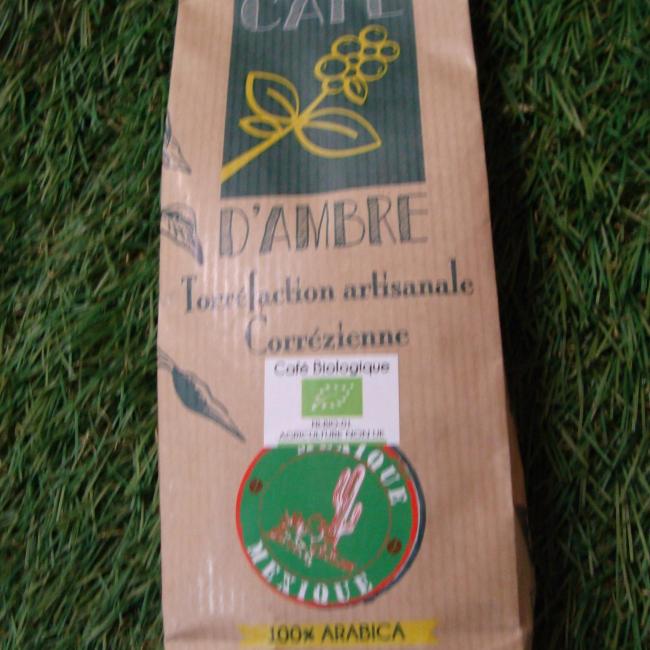 CAFÉ
D'AMBRE
Torréfaction artisanale
Corrézienne
Café Biologique
AGRICULTURE NON UE
MEXIQUE
MEXIQUE
100% ARABICA